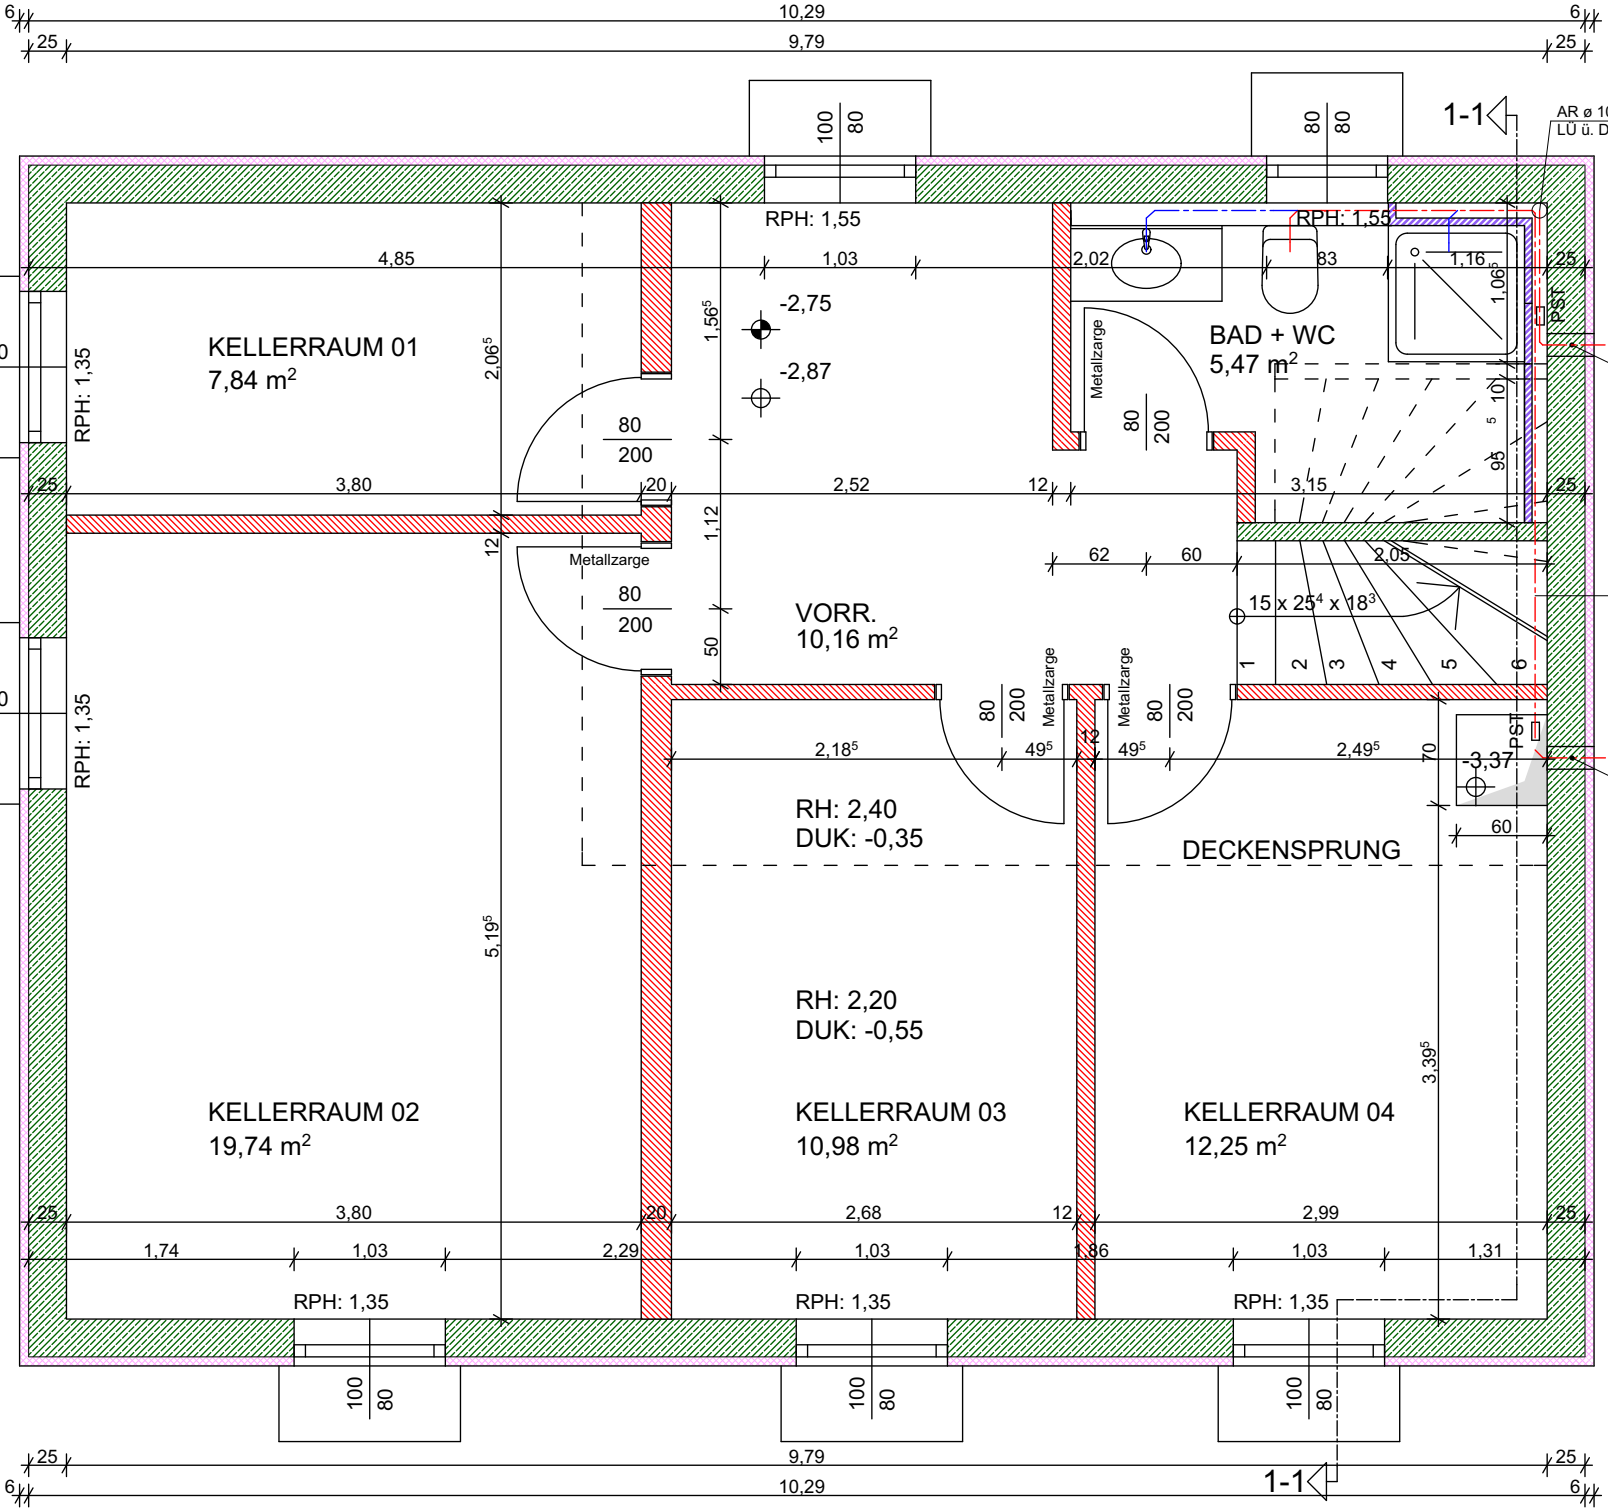 6 10,29 6
25 9,79 25
100
80
80
80
1-1
AR ø 10
LÜ ü. D
RPH: 1,55
RPH: 1,55
4,85 1,03 2,02 83 1,16 25
1,06⁵
PST
-2,75
-2,87
1,56⁵
2,06⁵
KELLERRAUM 01
7,84 m²
RPH: 1,35
0
Metallzarge
BAD + WC
5,47 m²
80
200
80
200
10
5
95
25 3,80 20 2,52 12 3,15 25
12
1,12
Metallzarge
62 60 2,05
80
200
50
VORR.
10,16 m²
15 x 25⁴ x 18³
1 2 3 4 5 6
0
RPH: 1,35
Metallzarge
Metallzarge
80
200
80
200
2,18⁵ 49⁵ 12 49⁵ 2,49⁵
70
PST
-3,37
60
RH: 2,40
DUK: -0,35
DECKENSPRUNG
5,19⁵
RH: 2,20
DUK: -0,55
3,39⁵
KELLERRAUM 02
19,74 m²
KELLERRAUM 03
10,98 m²
KELLERRAUM 04
12,25 m²
25 3,80 20 2,68 12 2,99 25
1,74 1,03 2,29 1,03 1,86 1,03 1,31
RPH: 1,35
RPH: 1,35
RPH: 1,35
100
80
100
80
100
80
25 9,79 25
1-1
6 10,29 6